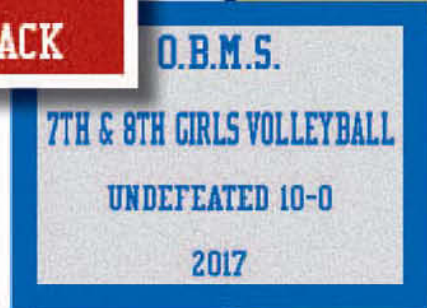 ACK
O.B.M.S.
7TH & 8TH GIRLS VOLLEYBALL
UNDEFEATED 10-0
2017